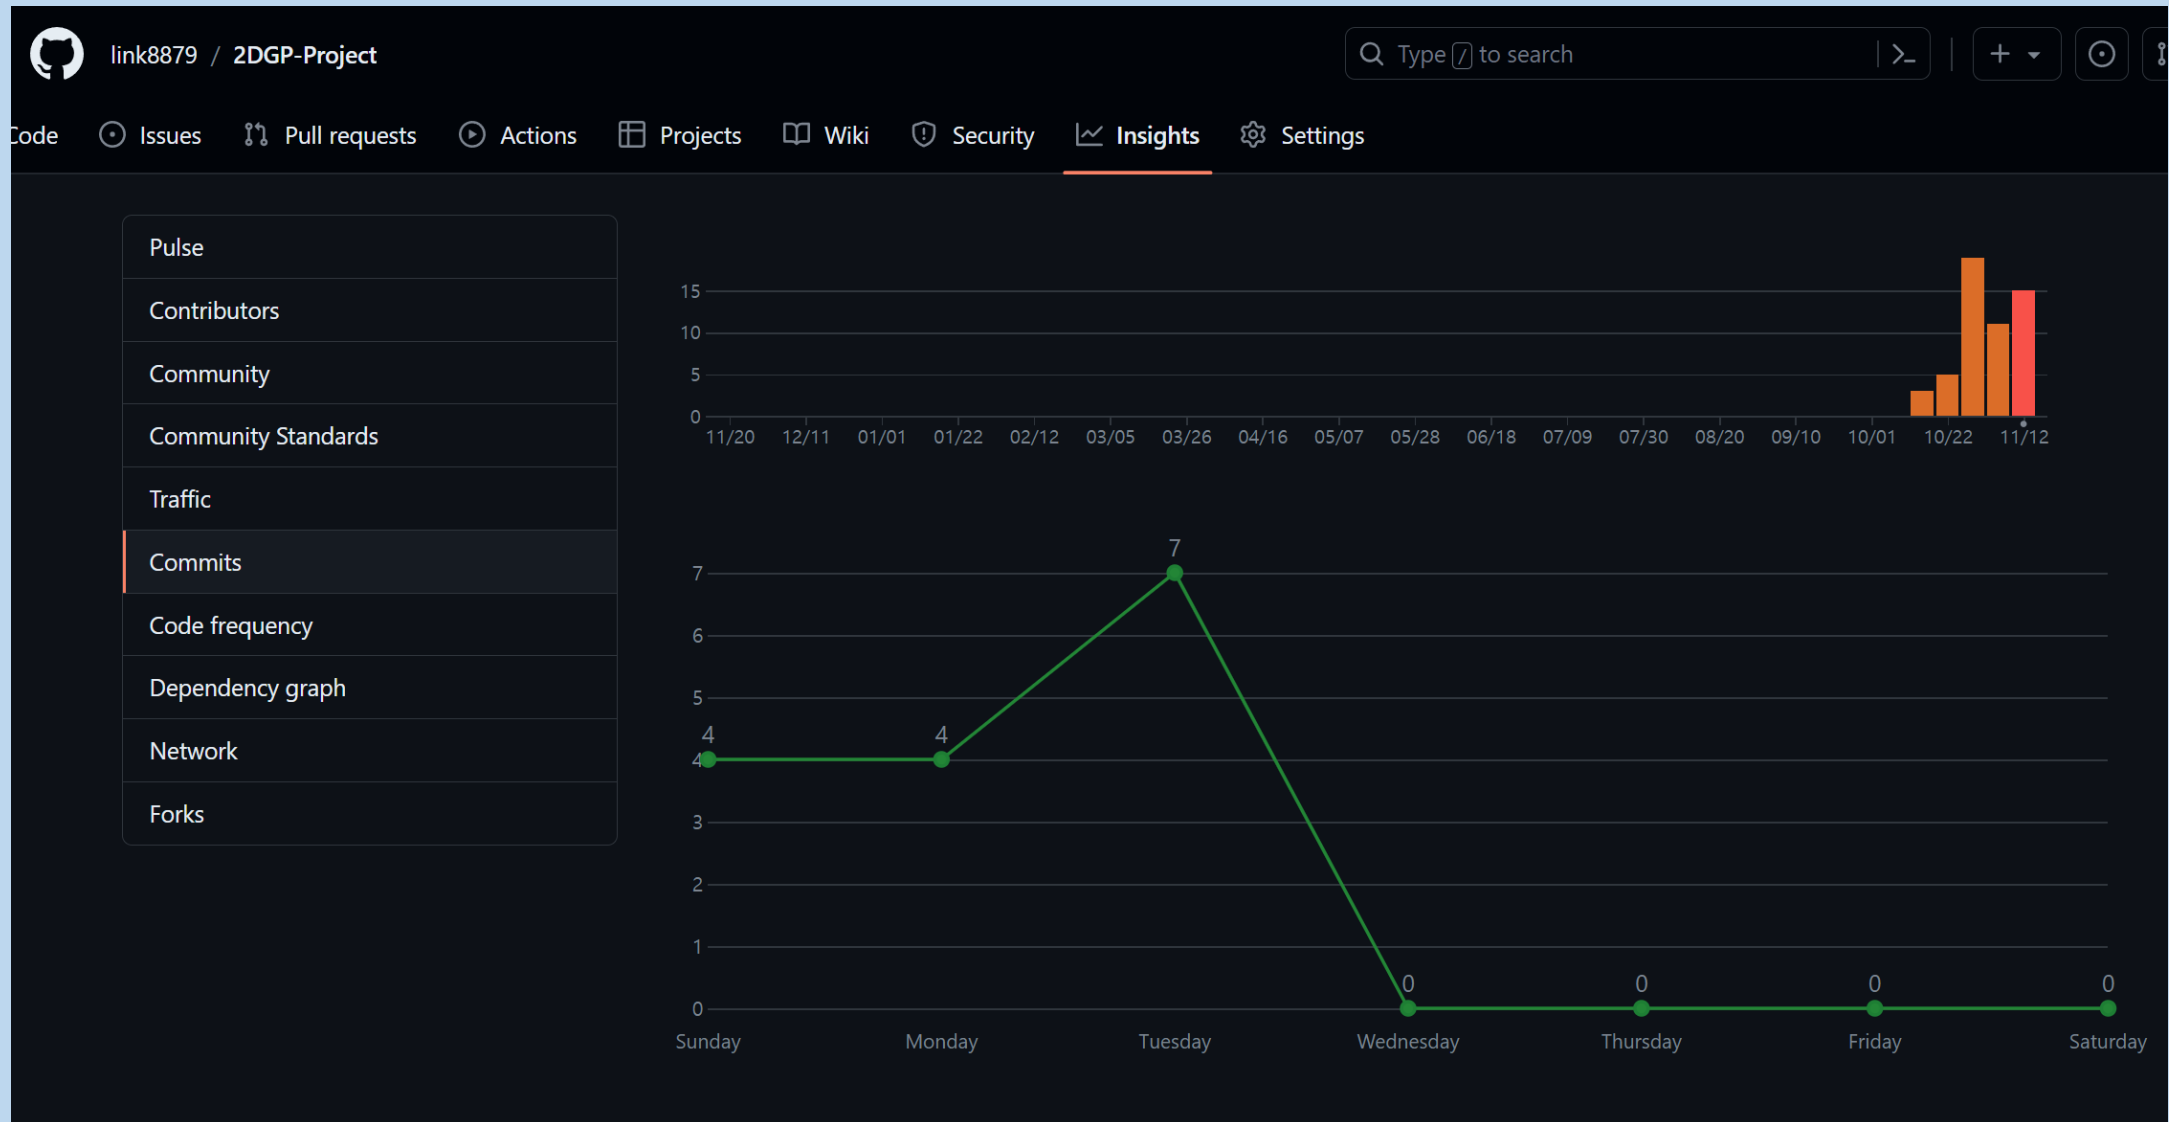 link8879 / 2DGP-Project
Type / to search
Code Issues Pull requests Actions Projects Wiki Security Insights Settings
Pulse
Contributors
Community
Community Standards
Traffic
Commits
Code frequency
Dependency graph
Network
Forks
15
10
5
0
11/20 12/11 01/01 01/22 02/12 03/05 03/26 04/16 05/07 05/28 06/18 07/09 07/30 08/20 09/10 10/01 10/22 11/12
7
7
6
5
4 4
4
3
2
1
0 0 0 0
0
Sunday Monday Tuesday Wednesday Thursday Friday Saturday